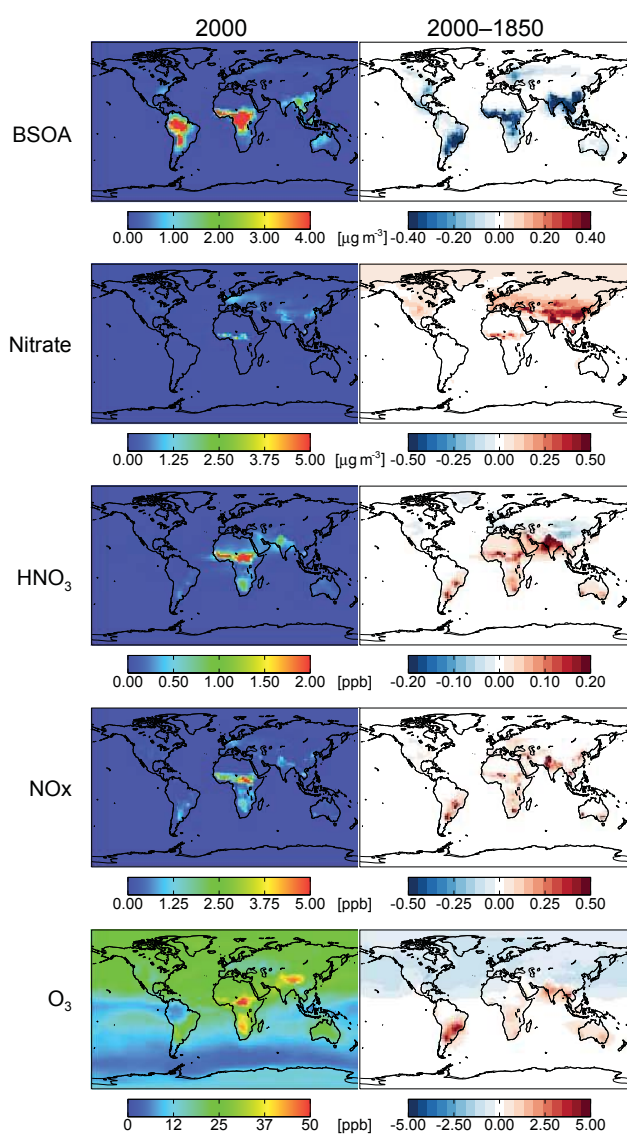 2000 2000–1850
BSOA
0.00 1.00 2.00 3.00 4.00 [μg m⁻³] -0.40 -0.20 0.00 0.20 0.40
Nitrate
0.00 1.25 2.50 3.75 5.00 [μg m⁻³] -0.50 -0.25 0.00 0.25 0.50
HNO₃
0.00 0.50 1.00 1.50 2.00 [ppb] -0.20 -0.10 0.00 0.10 0.20
NOx
0.00 1.25 2.50 3.75 5.00 [ppb] -0.50 -0.25 0.00 0.25 0.50
O₃
0 12 25 37 50 [ppb] -5.00 -2.50 0.00 2.50 5.00